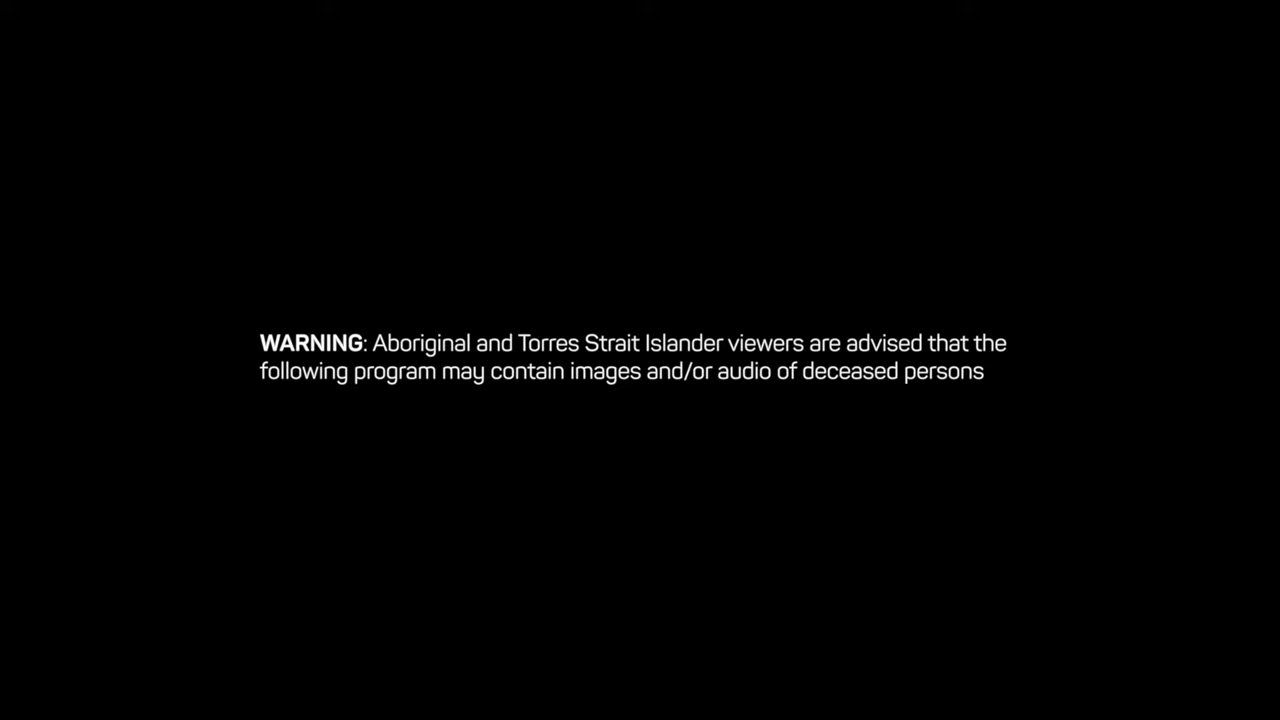 WARNING: Aboriginal and Torres Strait Islander viewers are advised that the
following program may contain images and/or audio of deceased persons